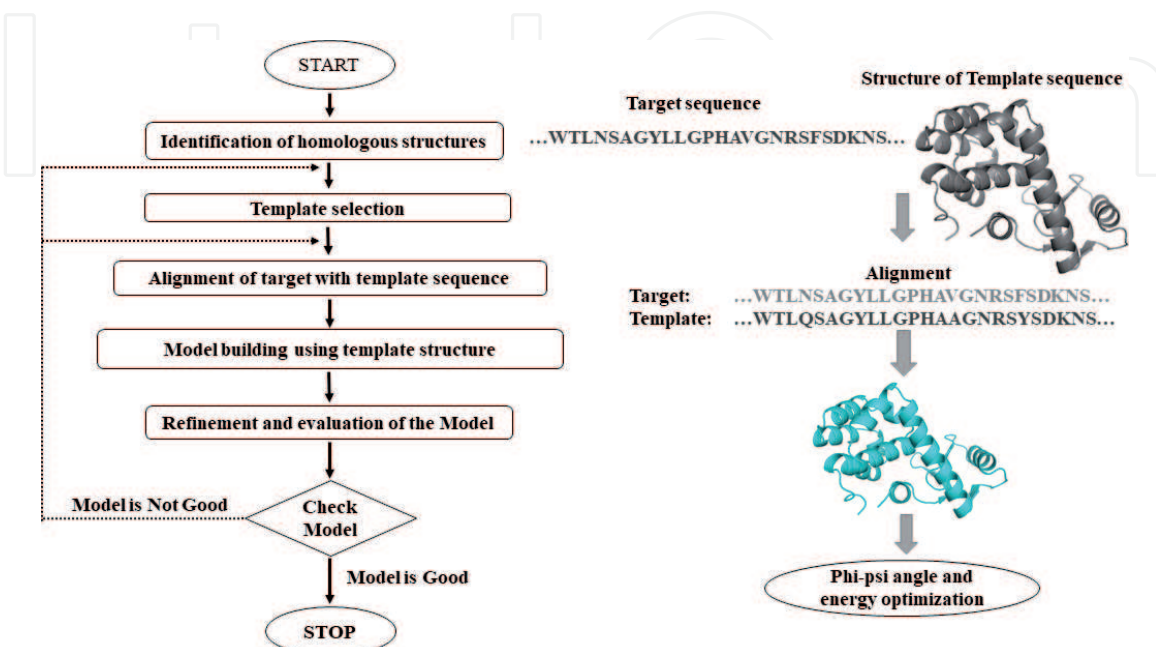 START
Identification of homologous structures
Template selection
Alignment of target with template sequence
Model building using template structure
Refinement and evaluation of the Model
Model is Not Good
Check
Model
Model is Good
STOP
Structure of Template sequence
Target sequence
...WTLNSAGYLLGPHAVGNRSFSDKNS...
Alignment
Target: ...WTLNSAGYLLGPHAVGNRSFSDKNS...
Template: ...WTLQSAGYLLGPHAAGNRSYSDKNS...
Phi-psi angle and
energy optimization